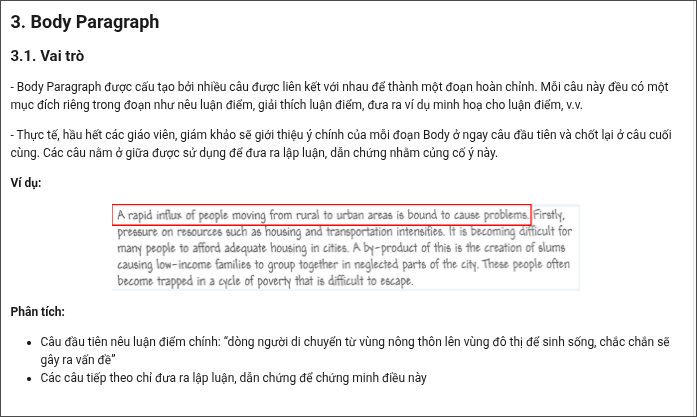 3. Body Paragraph
3.1. Vai trò
- Body Paragraph được cấu tạo bởi nhiều câu được liên kết với nhau để thành một đoạn hoàn chỉnh. Mỗi câu này đều có một
mục đích riêng trong đoạn như nêu luận điểm, giải thích luận điểm, đưa ra ví dụ minh hoạ cho luận điểm, v.v.
- Thực tế, hầu hết các giáo viên, giám khảo sẽ giới thiệu ý chính của mỗi đoạn Body ở ngay câu đầu tiên và chốt lại ở câu cuối
cùng. Các câu nằm ở giữa được sử dụng để đưa ra lập luận, dẫn chứng nhằm củng cố ý này.
Ví dụ:
A rapid influx of people moving from rural to urban areas is bound to cause problems. Firstly,
pressure on resources such as housing and transportation intensifies. It is becoming difficult for
many people to afford adequate housing in cities. A by-product of this is the creation of slums
causing low-income families to group together in neglected parts of the city. These people often
become trapped in a cycle of poverty that is difficult to escape.
Phân tích:
• Câu đầu tiên nêu luận điểm chính: “dòng người di chuyển từ vùng nông thôn lên vùng đô thị để sinh sống, chắc chắn sẽ
gây ra vấn đề”
• Các câu tiếp theo chỉ đưa ra lập luận, dẫn chứng để chứng minh điều này